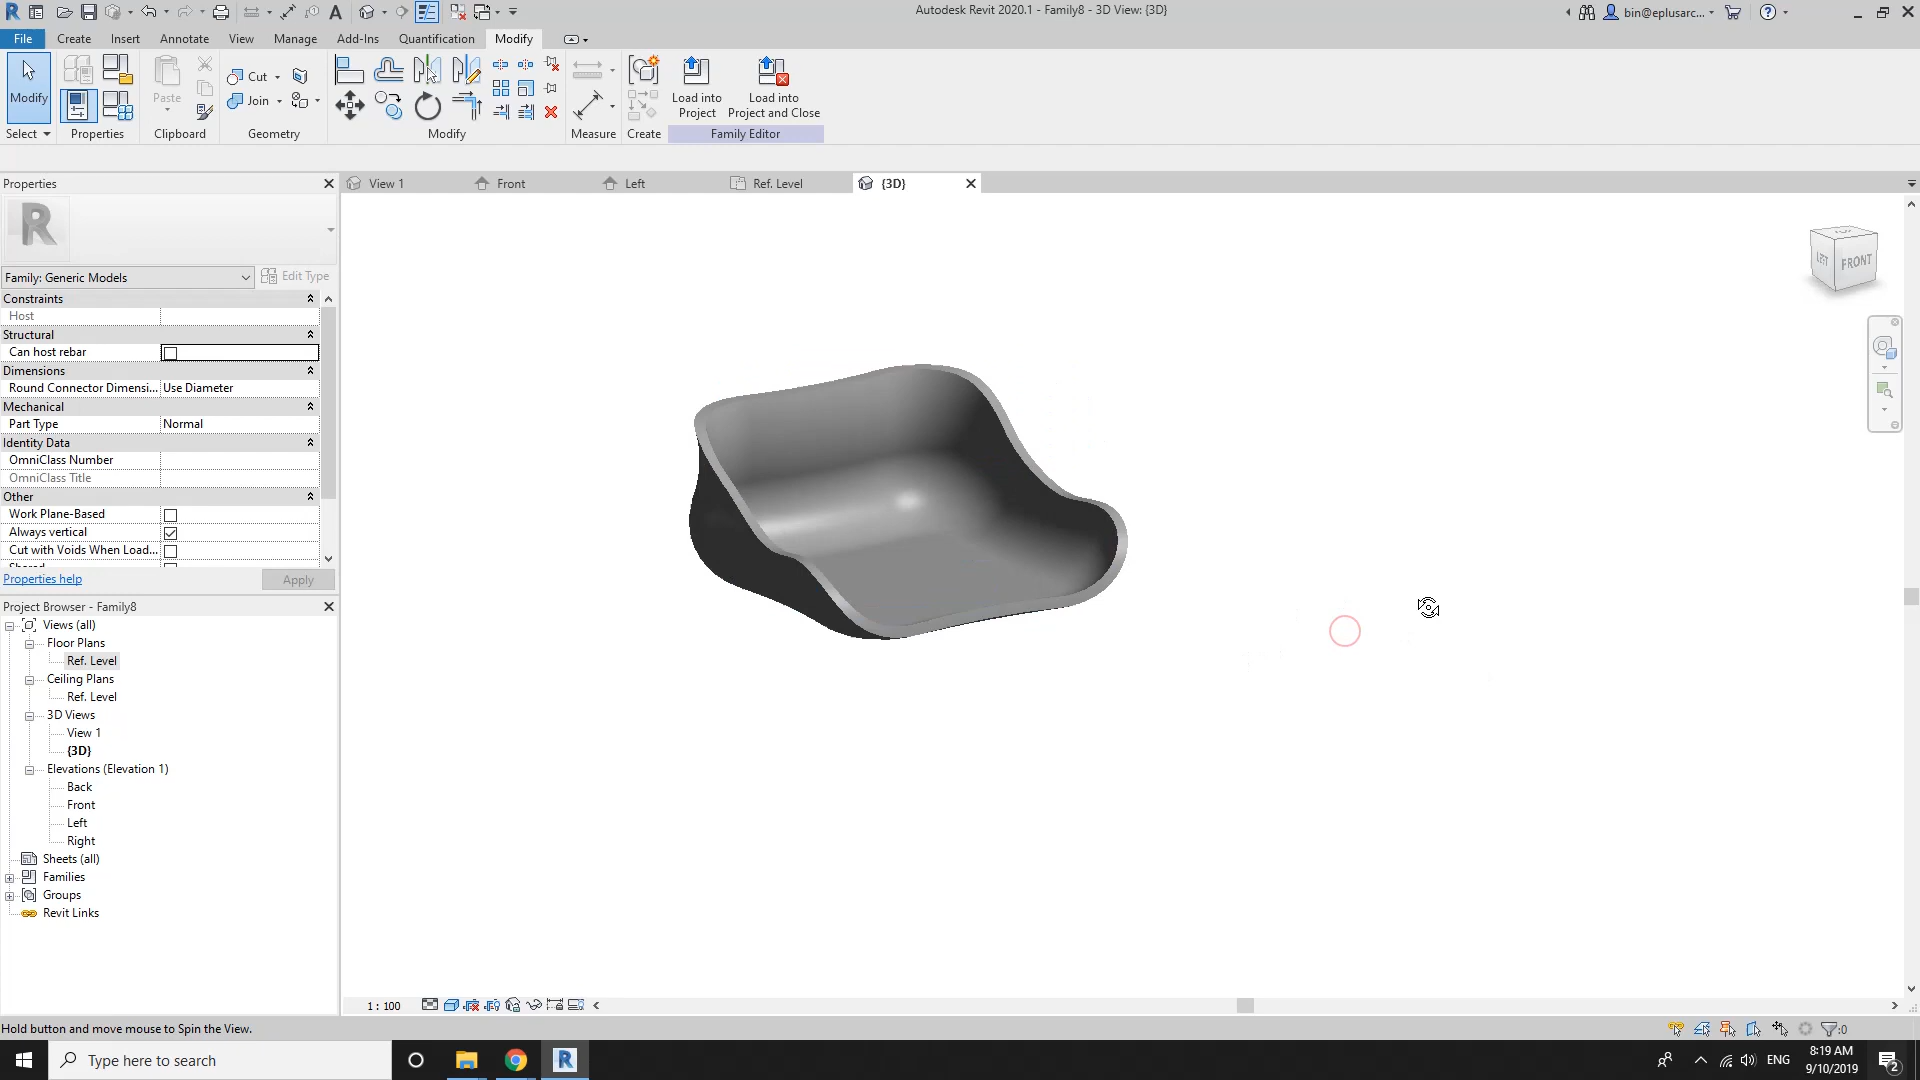 Autodesk Revit 2020.1 - Family8 - 3D View: {3D}
bin@eplusarc...
File
Create
Insert
Annotate
View
Manage
Add-Ins
Quantification
Modify
Modify
Paste
Cut
Join
Load into
Project
Load into
Project and Close
Select
Properties
Clipboard
Geometry
Modify
Measure
Create
Family Editor
Properties
View 1
Front
Left
Ref. Level
{3D}
R
Family: Generic Models
Edit Type
Constraints
Host
Structural
Can host rebar
Dimensions
Round Connector Dimensi...
Use Diameter
Mechanical
Part Type
Normal
Identity Data
OmniClass Number
OmniClass Title
Other
Work Plane-Based
Always vertical
Cut with Voids When Load...
Shared
Properties help
Apply
LEFT
FRONT
Project Browser - Family8
Views (all)
Floor Plans
Ref. Level
Ceiling Plans
Ref. Level
3D Views
View 1
{3D}
Elevations (Elevation 1)
Back
Front
Left
Right
Sheets (all)
Families
Groups
Revit Links
1 : 100
Hold button and move mouse to Spin the View.
:0
Type here to search
ENG
8:19 AM
9/10/2019
2